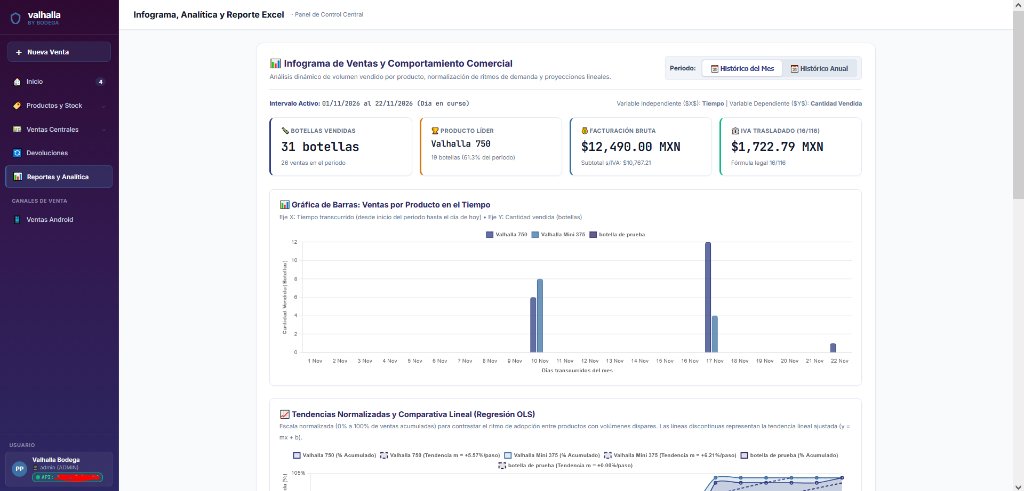 valhalla
BY BODEGA
+ Nueva Venta
Inicio 4
Productos y Stock
Ventas Centrales
Devoluciones
Reportes y Analítica
CANALES DE VENTA
Ventas Android
USUARIO
PP
Valhalla Bodega
admin (ADMIN)
API:
Infograma, Analítica y Reporte Excel · Panel de Control Central
Infograma de Ventas y Comportamiento Comercial
Análisis dinámico de volumen vendido por producto, normalización de ritmos de demanda y proyecciones lineales.
Periodo: Histórico del Mes Histórico Anual
Intervalo Activo: 01/11/2026 al 22/11/2026 (Día en curso)
Variable Independiente ($X$): Tiempo | Variable Dependiente ($Y$): Cantidad Vendida
BOTELLAS VENDIDAS
31 botellas
26 ventas en el periodo
PRODUCTO LÍDER
Valhalla 750
19 botellas (61.3% del periodo)
FACTURACIÓN BRUTA
$12,490.00 MXN
Subtotal s/IVA: $10,767.21
IVA TRASLADADO (16/116)
$1,722.79 MXN
Fórmula legal 16/116
Gráfica de Barras: Ventas por Producto en el Tiempo
Eje X: Tiempo transcurrido (desde inicio del periodo hasta el día de hoy) • Eje Y: Cantidad vendida (botellas)
Valhalla 750 Valhalla Mini 375 botella de prueba
Cantidad Vendida (Botellas)
12
10
8
6
4
2
0
1 Nov 2 Nov 3 Nov 4 Nov 5 Nov 6 Nov 7 Nov 8 Nov 9 Nov 10 Nov 11 Nov 12 Nov 13 Nov 14 Nov 15 Nov 16 Nov 17 Nov 18 Nov 19 Nov 20 Nov 21 Nov 22 Nov
Días transcurridos del mes
Tendencias Normalizadas y Comparativa Lineal (Regresión OLS)
Escala normalizada (0% a 100% de ventas acumuladas) para contrastar el ritmo de adopción entre productos con volúmenes dispares. Las líneas discontinuas representan la tendencia lineal ajustada (y =
mx + b).
Valhalla 750 (% Acumulado) Valhalla 750 (Tendencia m = +5.57%/paso) Valhalla Mini 375 (% Acumulado) Valhalla Mini 375 (Tendencia m = +6.21%/paso) botella de prueba (% Acumulado)
botella de prueba (Tendencia m = +0.00%/paso)
105%